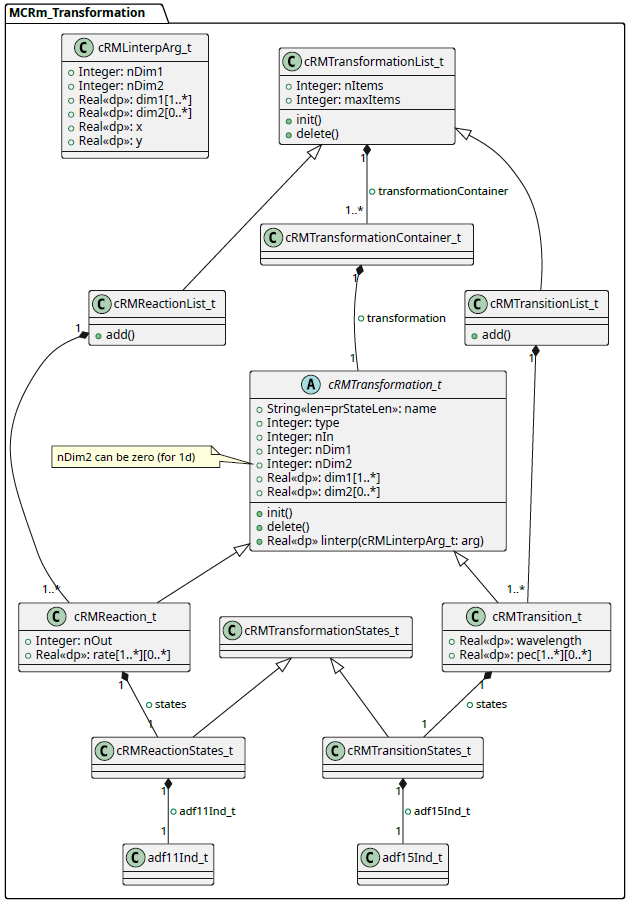 MCRm_Transformation
C cRMLinterpArg_t
Integer: nDim1
Integer: nDim2
Real«dp»: dim1[1..*]
Real«dp»: dim2[0..*]
Real«dp»: x
Real«dp»: y
C cRMTransformationList_t
Integer: nItems
Integer: maxItems
init()
delete()
1
transformationContainer
1..*
C cRMTransformationContainer_t
1
transformation
1
C cRMReactionList_t
add()
1
C cRMTransitionList_t
add()
1
A cRMTransformation_t
String«len=prStateLen»: name
Integer: type
Integer: nIn
Integer: nDim1
Integer: nDim2
Real«dp»: dim1[1..*]
Real«dp»: dim2[0..*]
init()
delete()
Real«dp» linterp(cRMLinterpArg_t: arg)
nDim2 can be zero (for 1d)
1..*
1..*
C cRMReaction_t
Integer: nOut
Real«dp»: rate[1..*][0..*]
C cRMTransformationStates_t
C cRMTransition_t
Real«dp»: wavelength
Real«dp»: pec[1..*][0..*]
1
states
1
1
states
1
C cRMReactionStates_t
C cRMTransitionStates_t
1
adf11Ind_t
1
1
adf15Ind_t
1
C adf11Ind_t
C adf15Ind_t